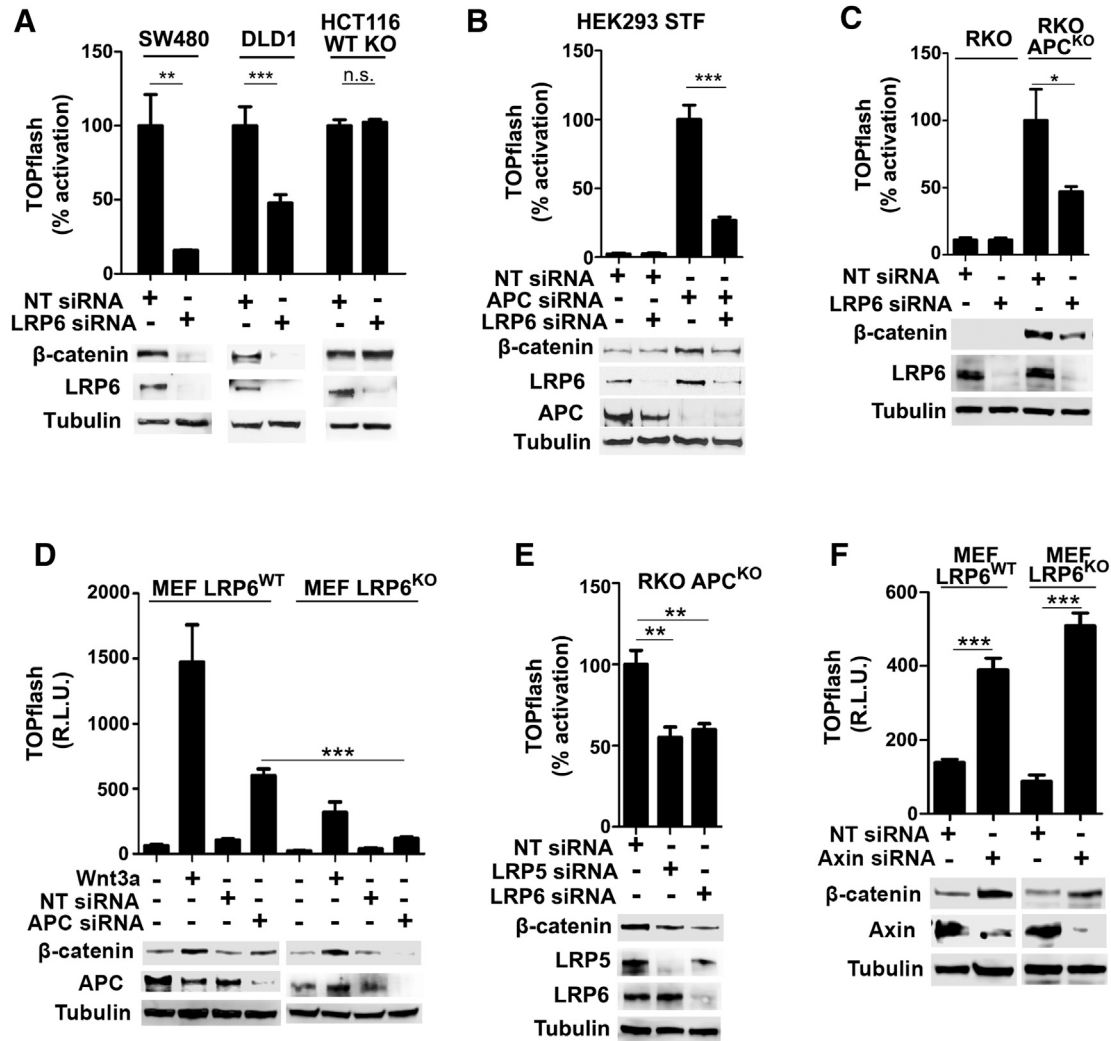 A
SW480 DLD1 HCT116
WT KO
** *** n.s.
TOPflash
(% activation)
150
100
50
0
NT siRNA + - + - + -
LRP6 siRNA - + - + - +
β-catenin
LRP6
Tubulin
B
HEK293 STF
***
TOPflash
(% activation)
150
100
50
0
NT siRNA + + - -
APC siRNA - - + +
LRP6 siRNA - + - +
β-catenin
LRP6
APC
Tubulin
C
RKO RKO
APCKO
*
TOPflash
(% activation)
150
100
50
0
NT siRNA + - + -
LRP6 siRNA - + - +
β-catenin
LRP6
Tubulin
D
MEF LRP6WT MEF LRP6KO
***
TOPflash
(R.L.U.)
2000
1500
1000
500
0
Wnt3a - + - - - + - -
NT siRNA - - + - - - + -
APC siRNA - - - + - - - +
β-catenin
APC
Tubulin
E
RKO APCKO
**
**
TOPflash
(% activation)
150
100
50
0
NT siRNA + - -
LRP5 siRNA - + -
LRP6 siRNA - - +
β-catenin
LRP5
LRP6
Tubulin
F
MEF MEF
LRP6WT LRP6KO
*** ***
TOPflash
(R.L.U.)
600
400
200
0
NT siRNA + - + -
Axin siRNA - + - +
β-catenin
Axin
Tubulin